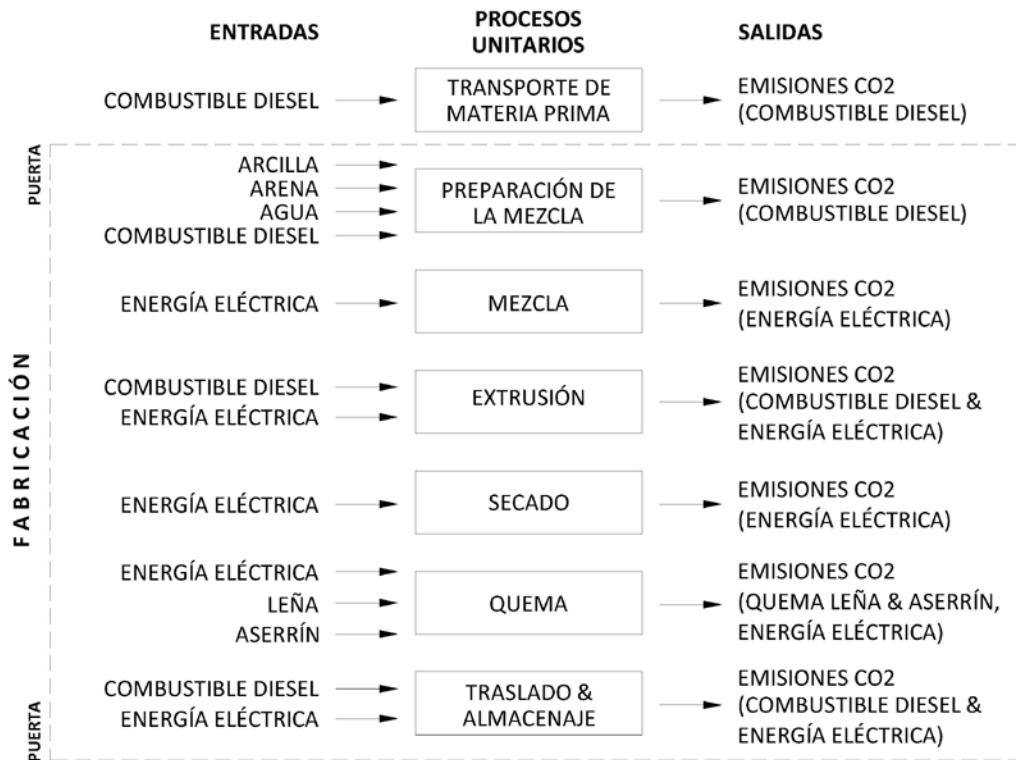 ENTRADAS
PROCESOS
UNITARIOS
SALIDAS
COMBUSTIBLE DIESEL
TRANSPORTE DE
MATERIA PRIMA
EMISIONES CO2
(COMBUSTIBLE DIESEL)
PUERTA
FABRICACIÓN
PUERTA
ARCILLA
ARENA
AGUA
COMBUSTIBLE DIESEL
PREPARACIÓN DE
LA MEZCLA
EMISIONES CO2
(COMBUSTIBLE DIESEL)
ENERGÍA ELÉCTRICA
MEZCLA
EMISIONES CO2
(ENERGÍA ELÉCTRICA)
COMBUSTIBLE DIESEL
ENERGÍA ELÉCTRICA
EXTRUSIÓN
EMISIONES CO2
(COMBUSTIBLE DIESEL &
ENERGÍA ELÉCTRICA)
ENERGÍA ELÉCTRICA
SECADO
EMISIONES CO2
(ENERGÍA ELÉCTRICA)
ENERGÍA ELÉCTRICA
LEÑA
ASERRÍN
QUEMA
EMISIONES CO2
(QUEMA LEÑA & ASERRÍN,
ENERGÍA ELÉCTRICA)
COMBUSTIBLE DIESEL
ENERGÍA ELÉCTRICA
TRASLADO &
ALMACENAJE
EMISIONES CO2
(COMBUSTIBLE DIESEL &
ENERGÍA ELÉCTRICA)